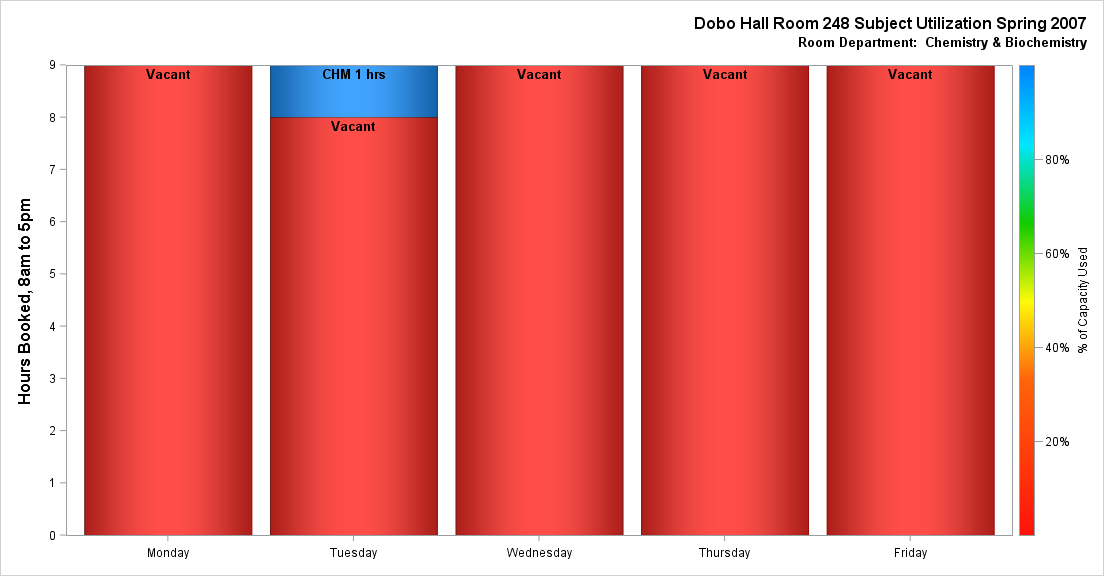 Dobo Hall Room 248 Subject Utilization Spring 2007
Room Department:  Chemistry & Biochemistry
Hours Booked, 8am to 5pm
9
8
7
6
5
4
3
2
1
0
Vacant
CHM 1 hrs
Vacant
Vacant
Vacant
Vacant
Monday
Tuesday
Wednesday
Thursday
Friday
80%
60%
40%
20%
% of Capacity Used